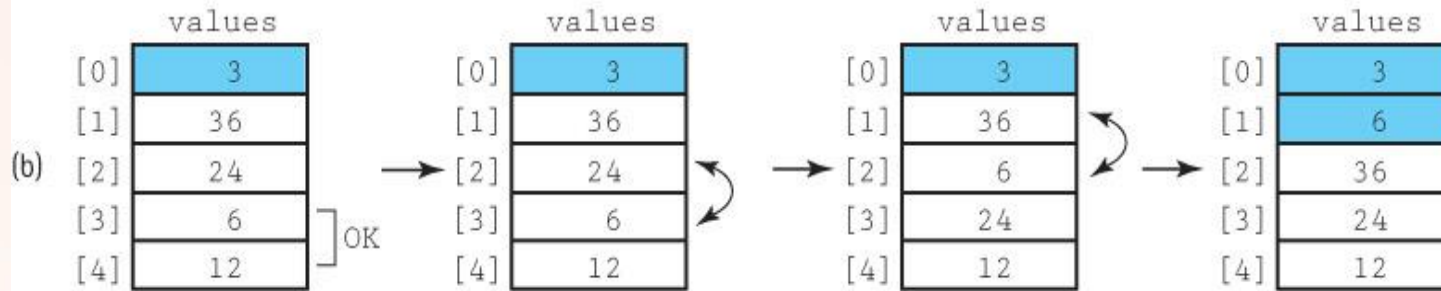 values values values values
[0] 3 [0] 3 [0] 3 [0] 3
[1] 36 [1] 36 [1] 36 [1] 6
(b) [2] 24 [2] 24 [2] 6 [2] 36
[3] 6 [3] 6 [3] 24 [3] 24
OK
[4] 12 [4] 12 [4] 12 [4] 12